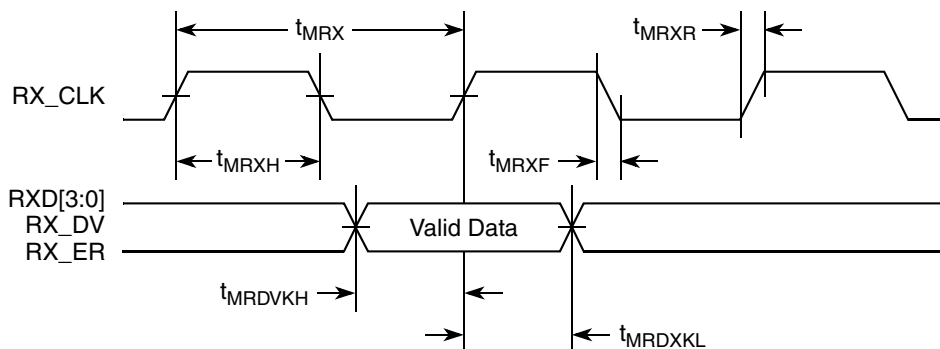 tMRX
tMRXR
RX_CLK
tMRXH
tMRXF
RXD[3:0]
RX_DV
Valid Data
RX_ER
tMRDVKH
tMRDXKL